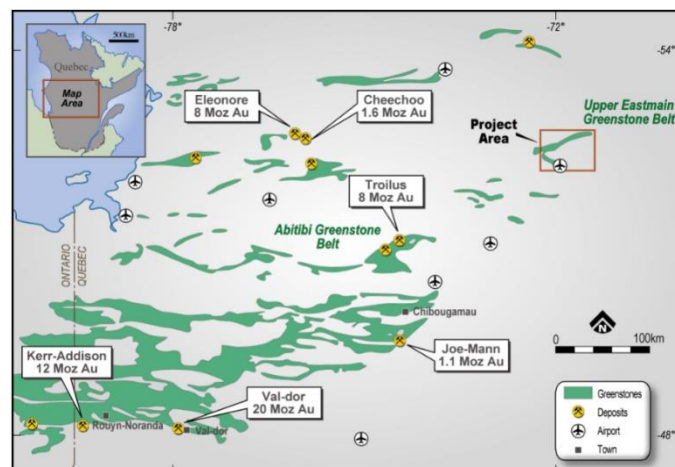 -78
-72
500km
Quebec
Map
Area
-54
Eleonore
8 Moz Au
Cheechoo
1.6 Moz Au
Upper Eastmain
Greenstone Belt
Project
Area
Troilus
8 Moz Au
Abitibi Greenstone
Belt
ONTARIO
QUEBEC
Chibougamau
N
100km
Kerr-Addison
12 Moz Au
Joe-Mann
1.1 Moz Au
Val-dor
20 Moz Au
Rouyn-Noranda
Val-dor
-48
Greenstones
Deposits
Airport
Town